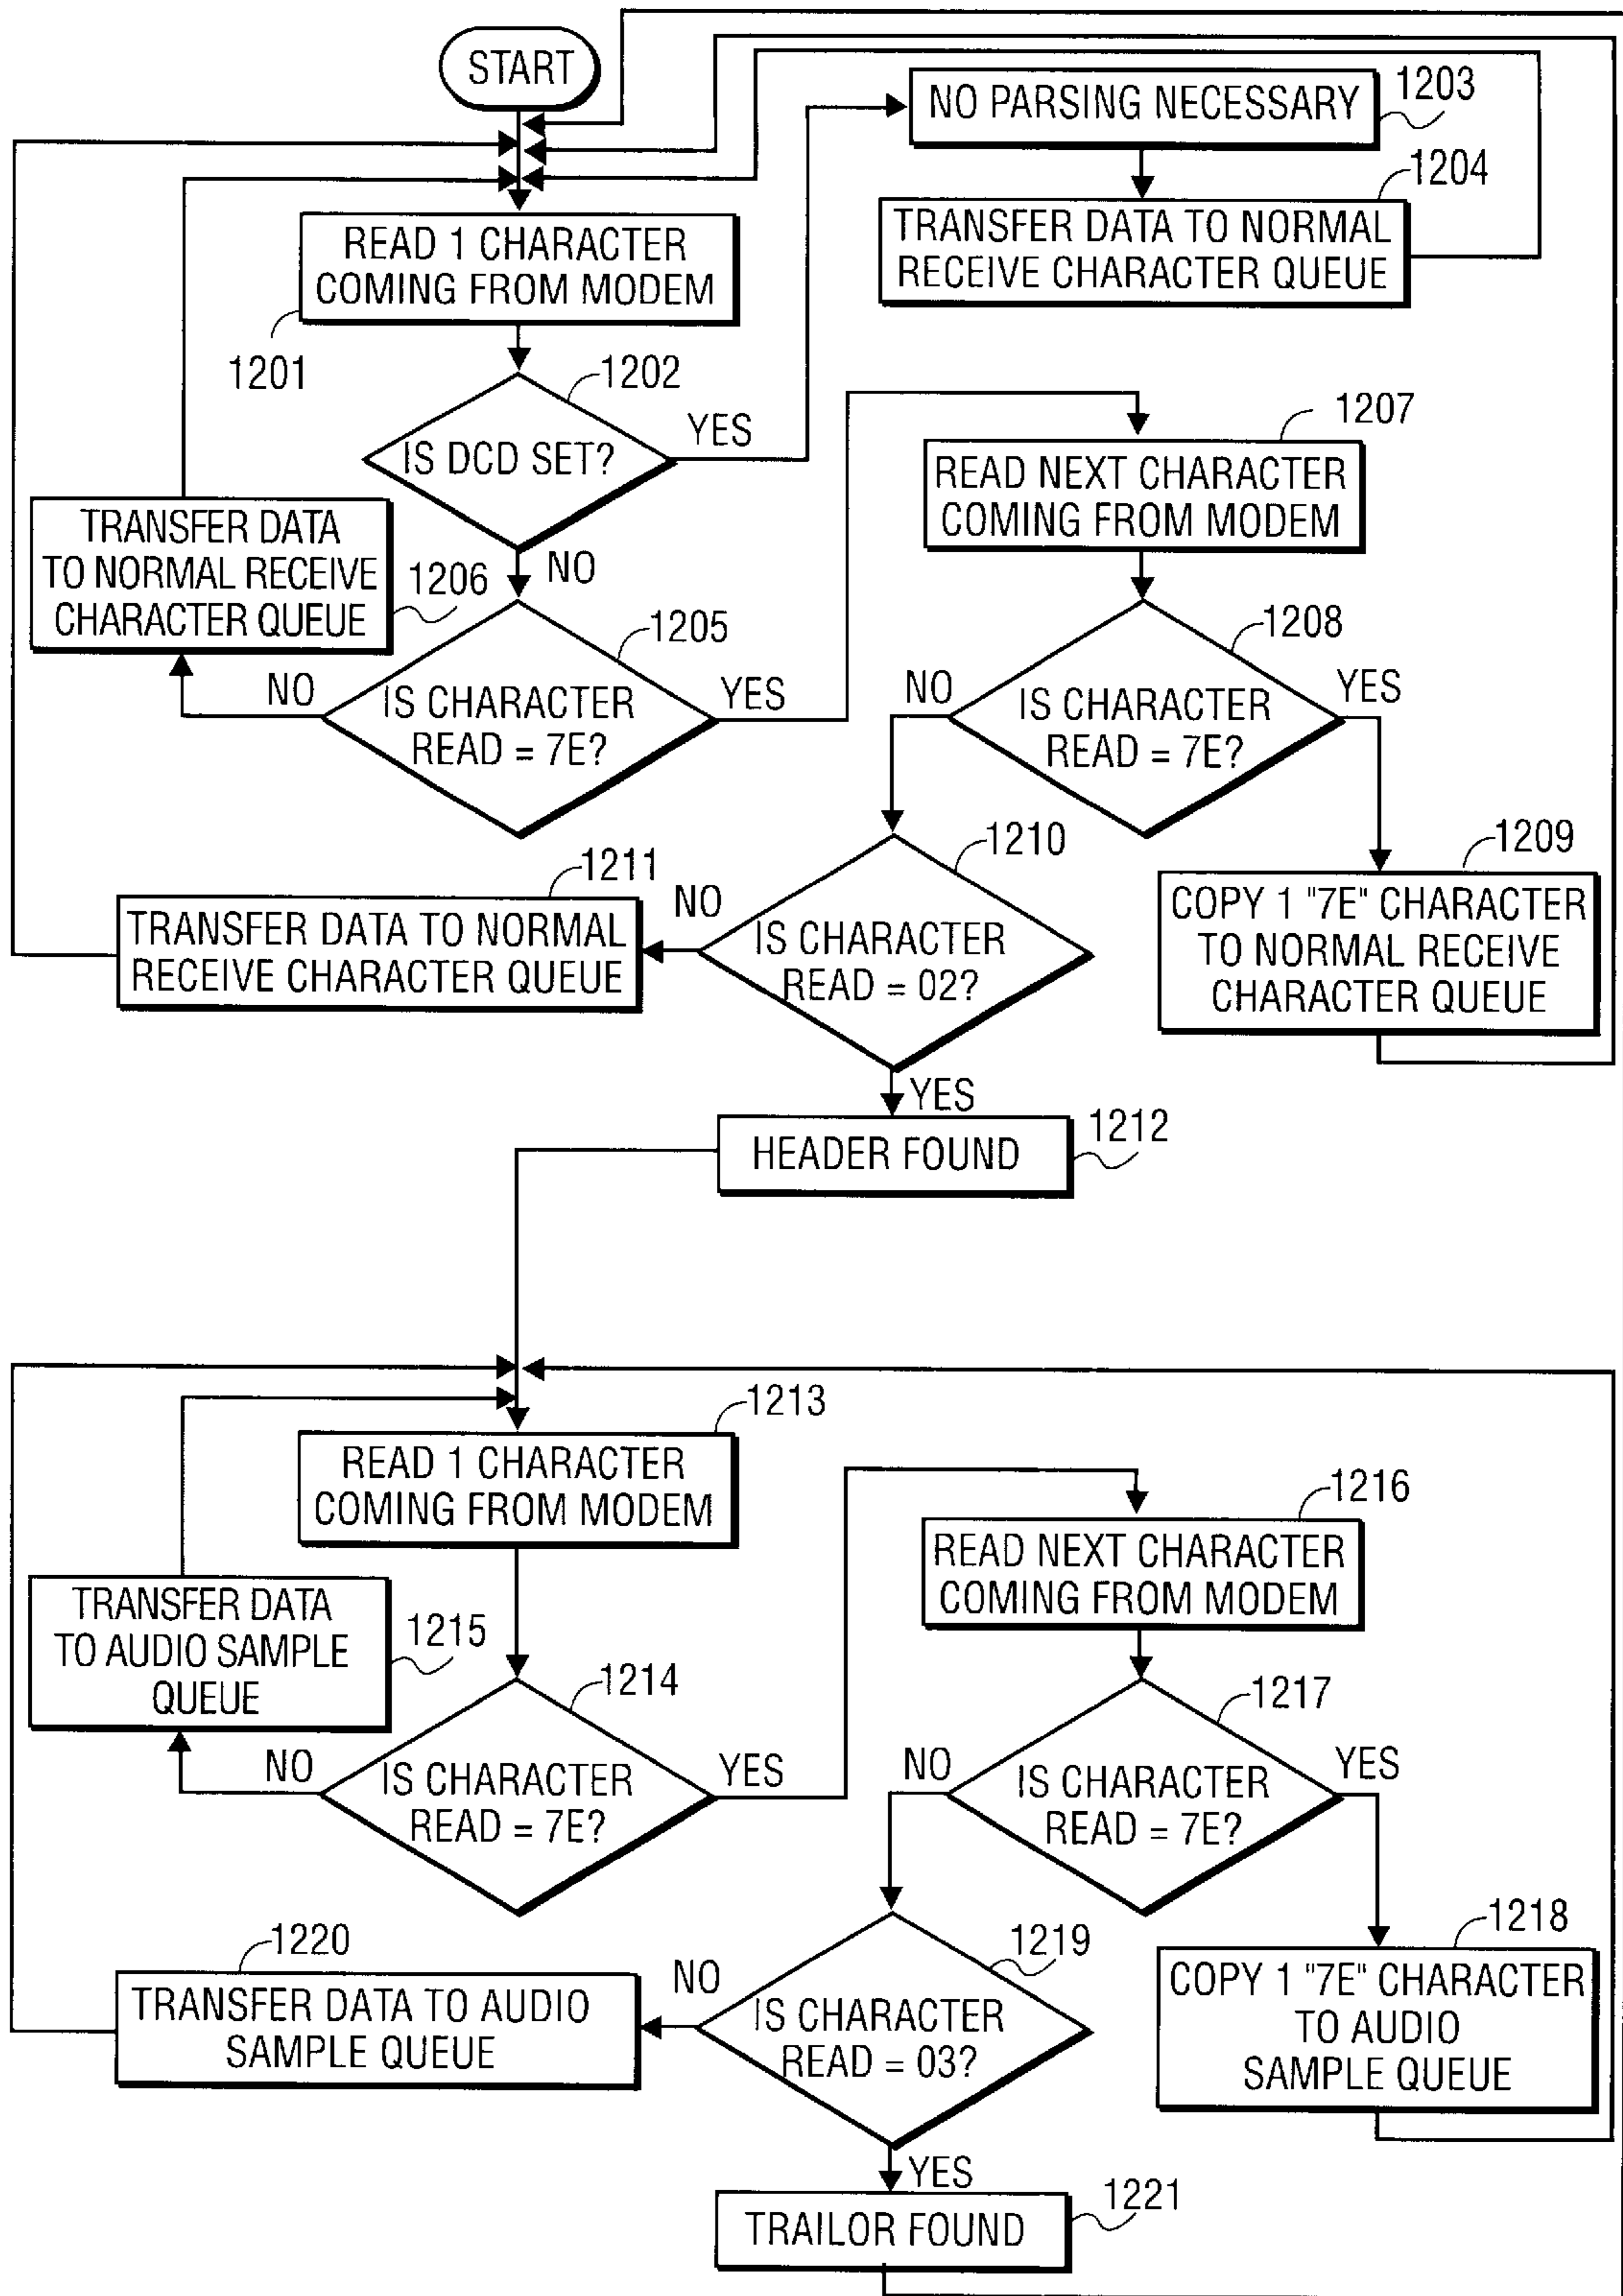 START
NO PARSING NECESSARY
1203
TRANSFER DATA TO NORMAL
RECEIVE CHARACTER QUEUE
1204
READ 1 CHARACTER
COMING FROM MODEM
1201
IS DCD SET?
1202
YES
NO
READ NEXT CHARACTER
COMING FROM MODEM
1207
TRANSFER DATA
TO NORMAL RECEIVE
CHARACTER QUEUE
1206
IS CHARACTER
READ = 7E?
1205
NO
YES
IS CHARACTER
READ = 7E?
1208
NO
YES
COPY 1 "7E" CHARACTER
TO NORMAL RECEIVE
CHARACTER QUEUE
1209
IS CHARACTER
READ = 02?
1210
NO
YES
TRANSFER DATA TO NORMAL
RECEIVE CHARACTER QUEUE
1211
HEADER FOUND
1212
READ 1 CHARACTER
COMING FROM MODEM
1213
READ NEXT CHARACTER
COMING FROM MODEM
1216
TRANSFER DATA
TO AUDIO SAMPLE
QUEUE
1215
IS CHARACTER
READ = 7E?
1214
NO
YES
IS CHARACTER
READ = 7E?
1217
NO
YES
COPY 1 "7E" CHARACTER
TO AUDIO
SAMPLE QUEUE
1218
IS CHARACTER
READ = 03?
1219
NO
YES
TRANSFER DATA TO AUDIO
SAMPLE QUEUE
1220
TRAILOR FOUND
1221